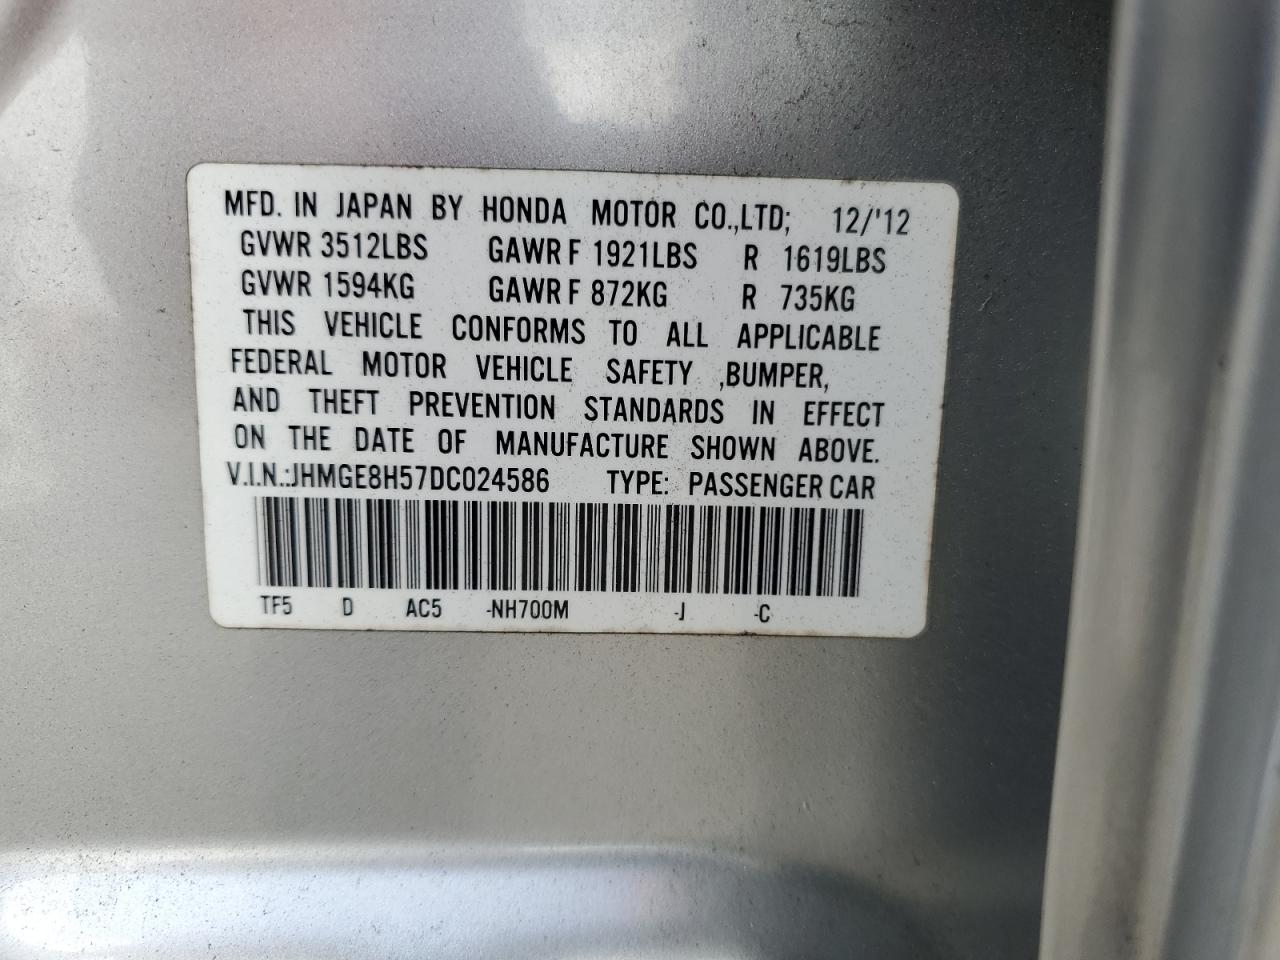 MFD. IN JAPAN BY HONDA MOTOR CO.,LTD; 12/'12
GVWR 3512LBS GAWR F 1921LBS R 1619LBS
GVWR 1594KG GAWR F 872KG R 735KG
THIS VEHICLE CONFORMS TO ALL APPLICABLE
FEDERAL MOTOR VEHICLE SAFETY ,BUMPER,
AND THEFT PREVENTION STANDARDS IN EFFECT
ON THE DATE OF MANUFACTURE SHOWN ABOVE.
V.I.N.:JHMGE8H57DC024586 TYPE: PASSENGER CAR
TF5 D AC5 -NH700M -J -C